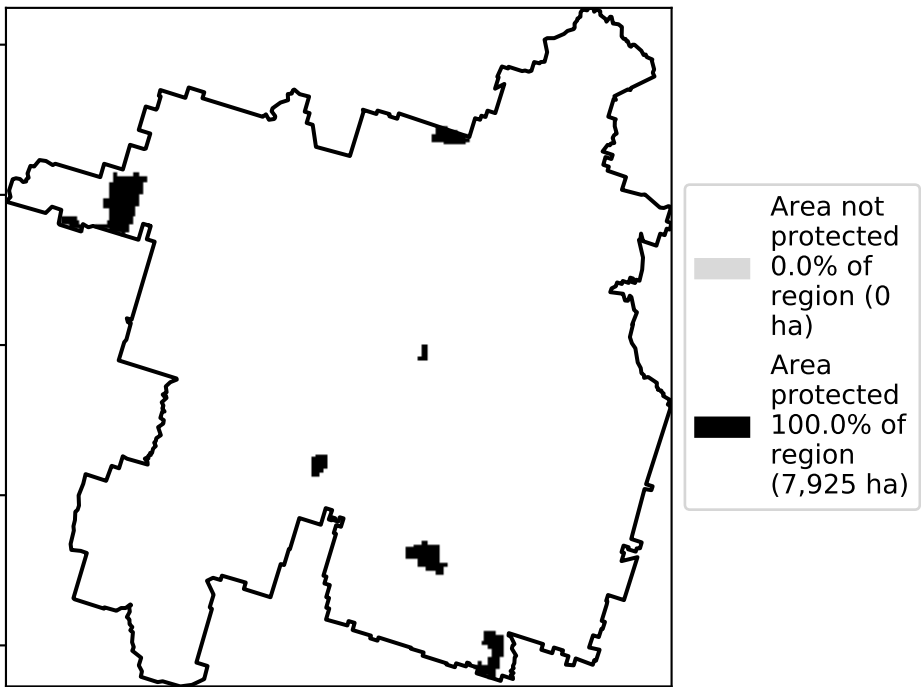 Area not
protected
0.0% of
region (0
ha)
Area
protected
100.0% of
region
(7,925 ha)